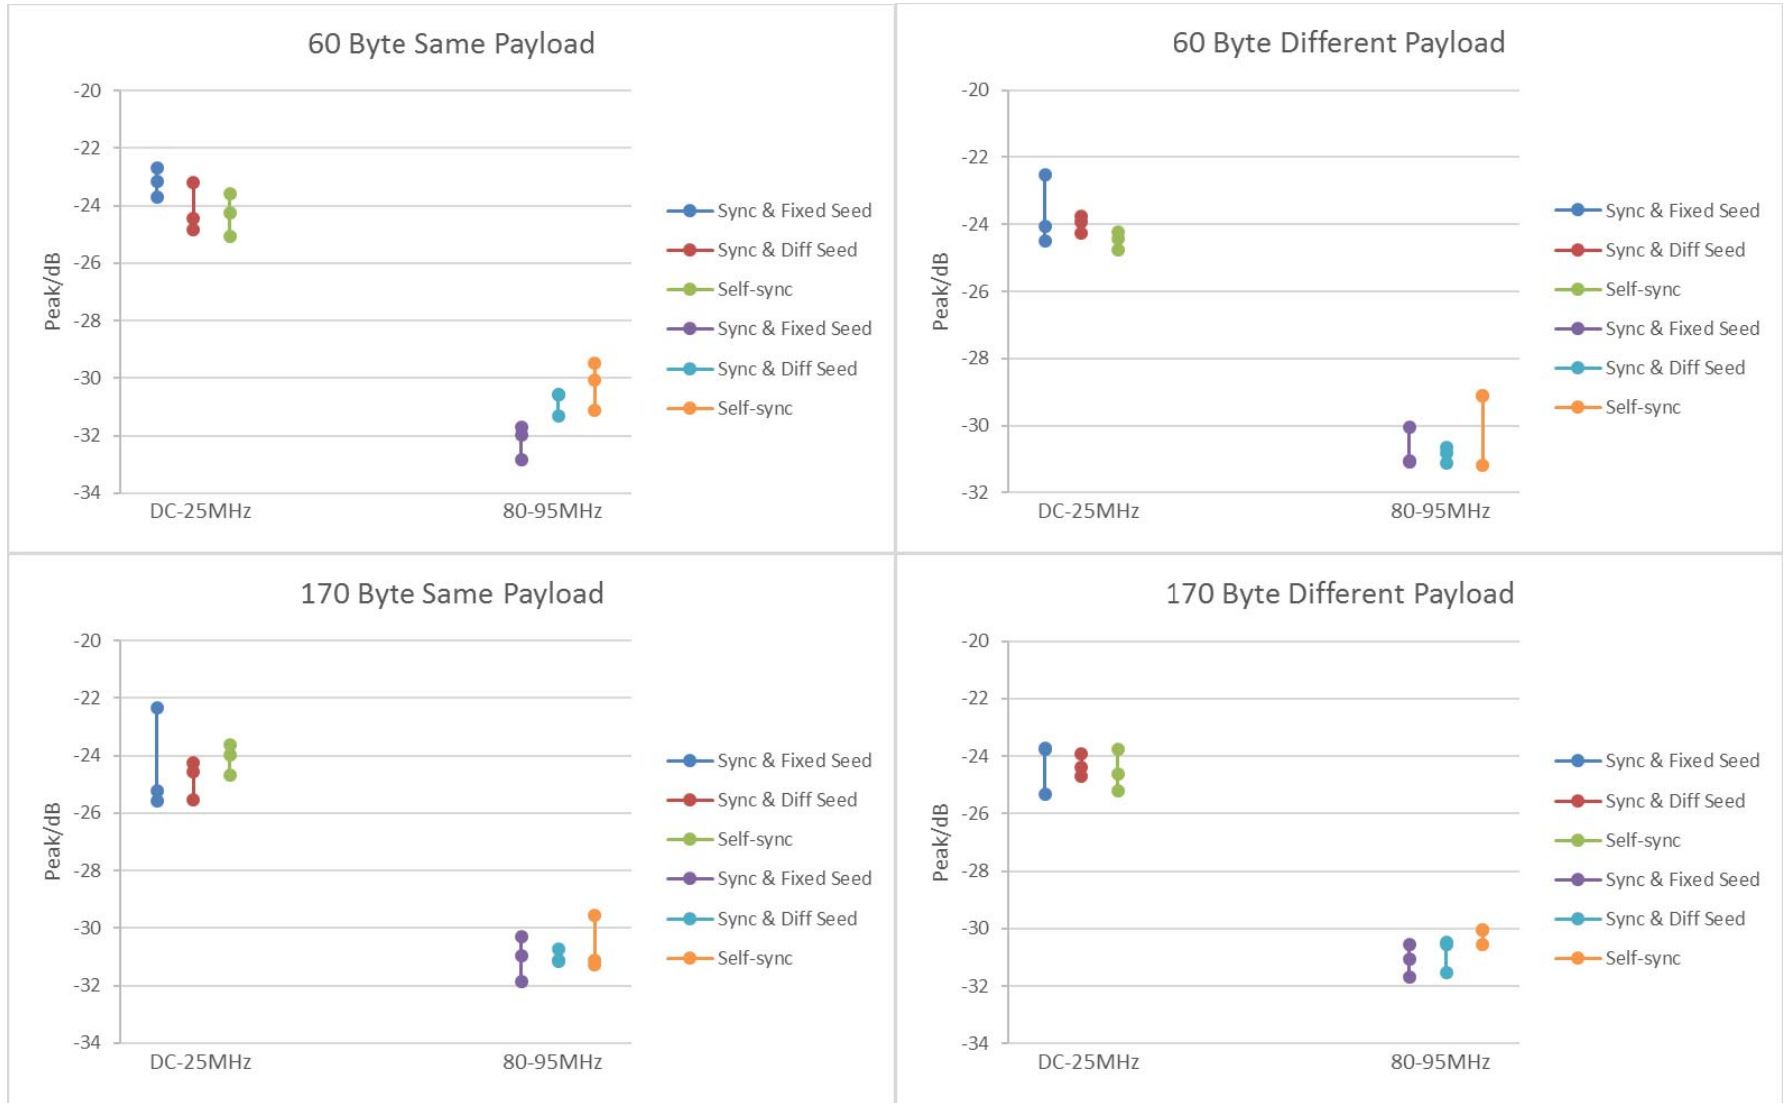 60 Byte Same Payload
-20
-22
-24
-26
-28
-30
-32
-34
Peak/dB
DC-25MHz
80-95MHz
Sync & Fixed Seed
Sync & Diff Seed
Self-sync
Sync & Fixed Seed
Sync & Diff Seed
Self-sync
60 Byte Different Payload
-20
-22
-24
-26
-28
-30
-32
Peak/dB
DC-25MHz
80-95MHz
Sync & Fixed Seed
Sync & Diff Seed
Self-sync
Sync & Fixed Seed
Sync & Diff Seed
Self-sync
170 Byte Same Payload
-20
-22
-24
-26
-28
-30
-32
-34
Peak/dB
DC-25MHz
80-95MHz
Sync & Fixed Seed
Sync & Diff Seed
Self-sync
Sync & Fixed Seed
Sync & Diff Seed
Self-sync
170 Byte Different Payload
-20
-22
-24
-26
-28
-30
-32
-34
Peak/dB
DC-25MHz
80-95MHz
Sync & Fixed Seed
Sync & Diff Seed
Self-sync
Sync & Fixed Seed
Sync & Diff Seed
Self-sync